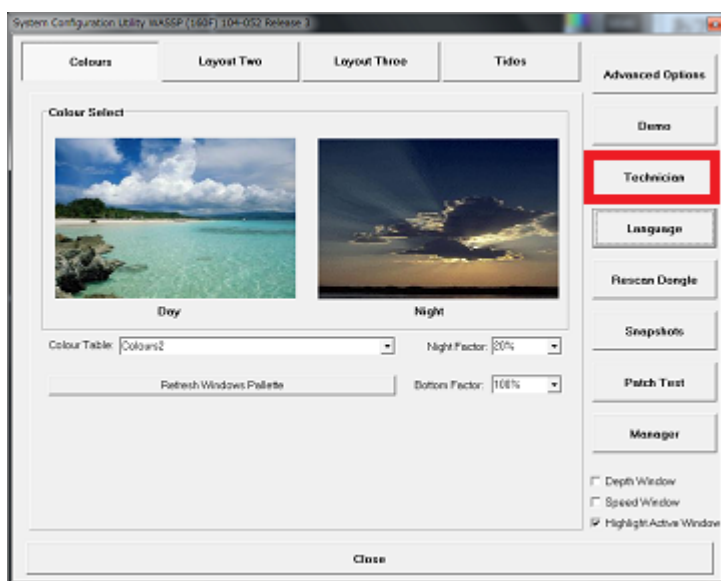 System Configuration Utility WASSP (160F) 104-052 Release 3
Colours
Layout Two
Layout Three
Tides
Colour Select
Day
Night
Colour Table: Colours2
Night Factor: 20%
Refresh Windows Pallette
Bottom Factor: 100%
Advanced Options
Demo
Technician
Language
Rescan Dongle
Snapshots
Patch Test
Manager
Depth Window
Speed Window
Highlight Active Window
Close